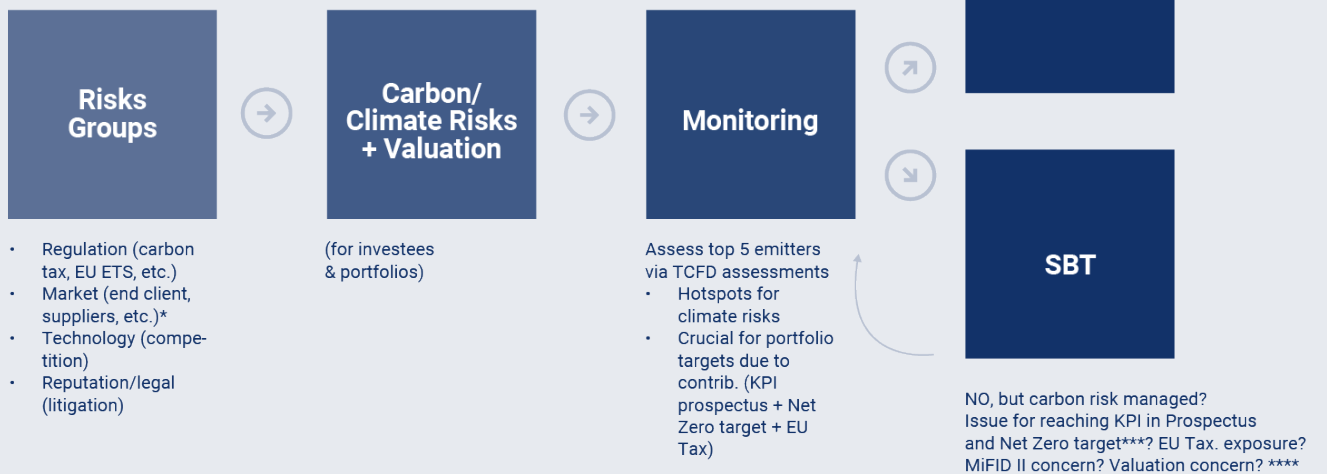 Risks
Groups
Carbon/
Climate Risks
+ Valuation
Monitoring
SBT
• Regulation (carbon
tax, EU ETS, etc.)
• Market (end client,
suppliers, etc.)*
• Technology (compe-
tition)
• Reputation/legal
(litigation)
(for investees
& portfolios)
Assess top 5 emitters
via TCFD assessments
• Hotspots for
climate risks
• Crucial for portfolio
targets due to
contrib. (KPI
prospectus + Net
Zero target + EU
Tax)
NO, but carbon risk managed?
Issue for reaching KPI in Prospectus
and Net Zero target***? EU Tax. exposure?
MiFID II concern? Valuation concern? ****